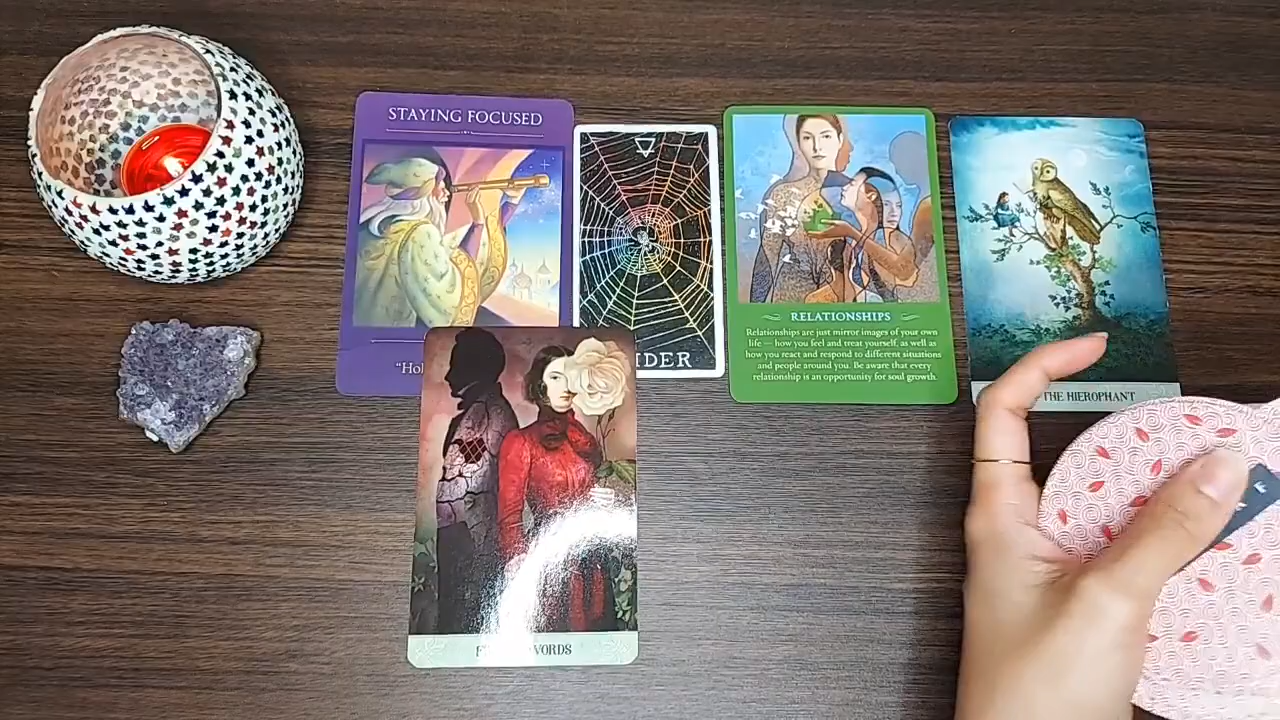 STAYING FOCUSED
"Hol
IDER
RELATIONSHIPS
Relationships are just mirror images of your own
life — how you feel and treat yourself, as well as
how you react and respond to different situations
and people around you. Be aware that every
relationship is an opportunity for soul growth.
THE HIEROPHANT
F WORDS